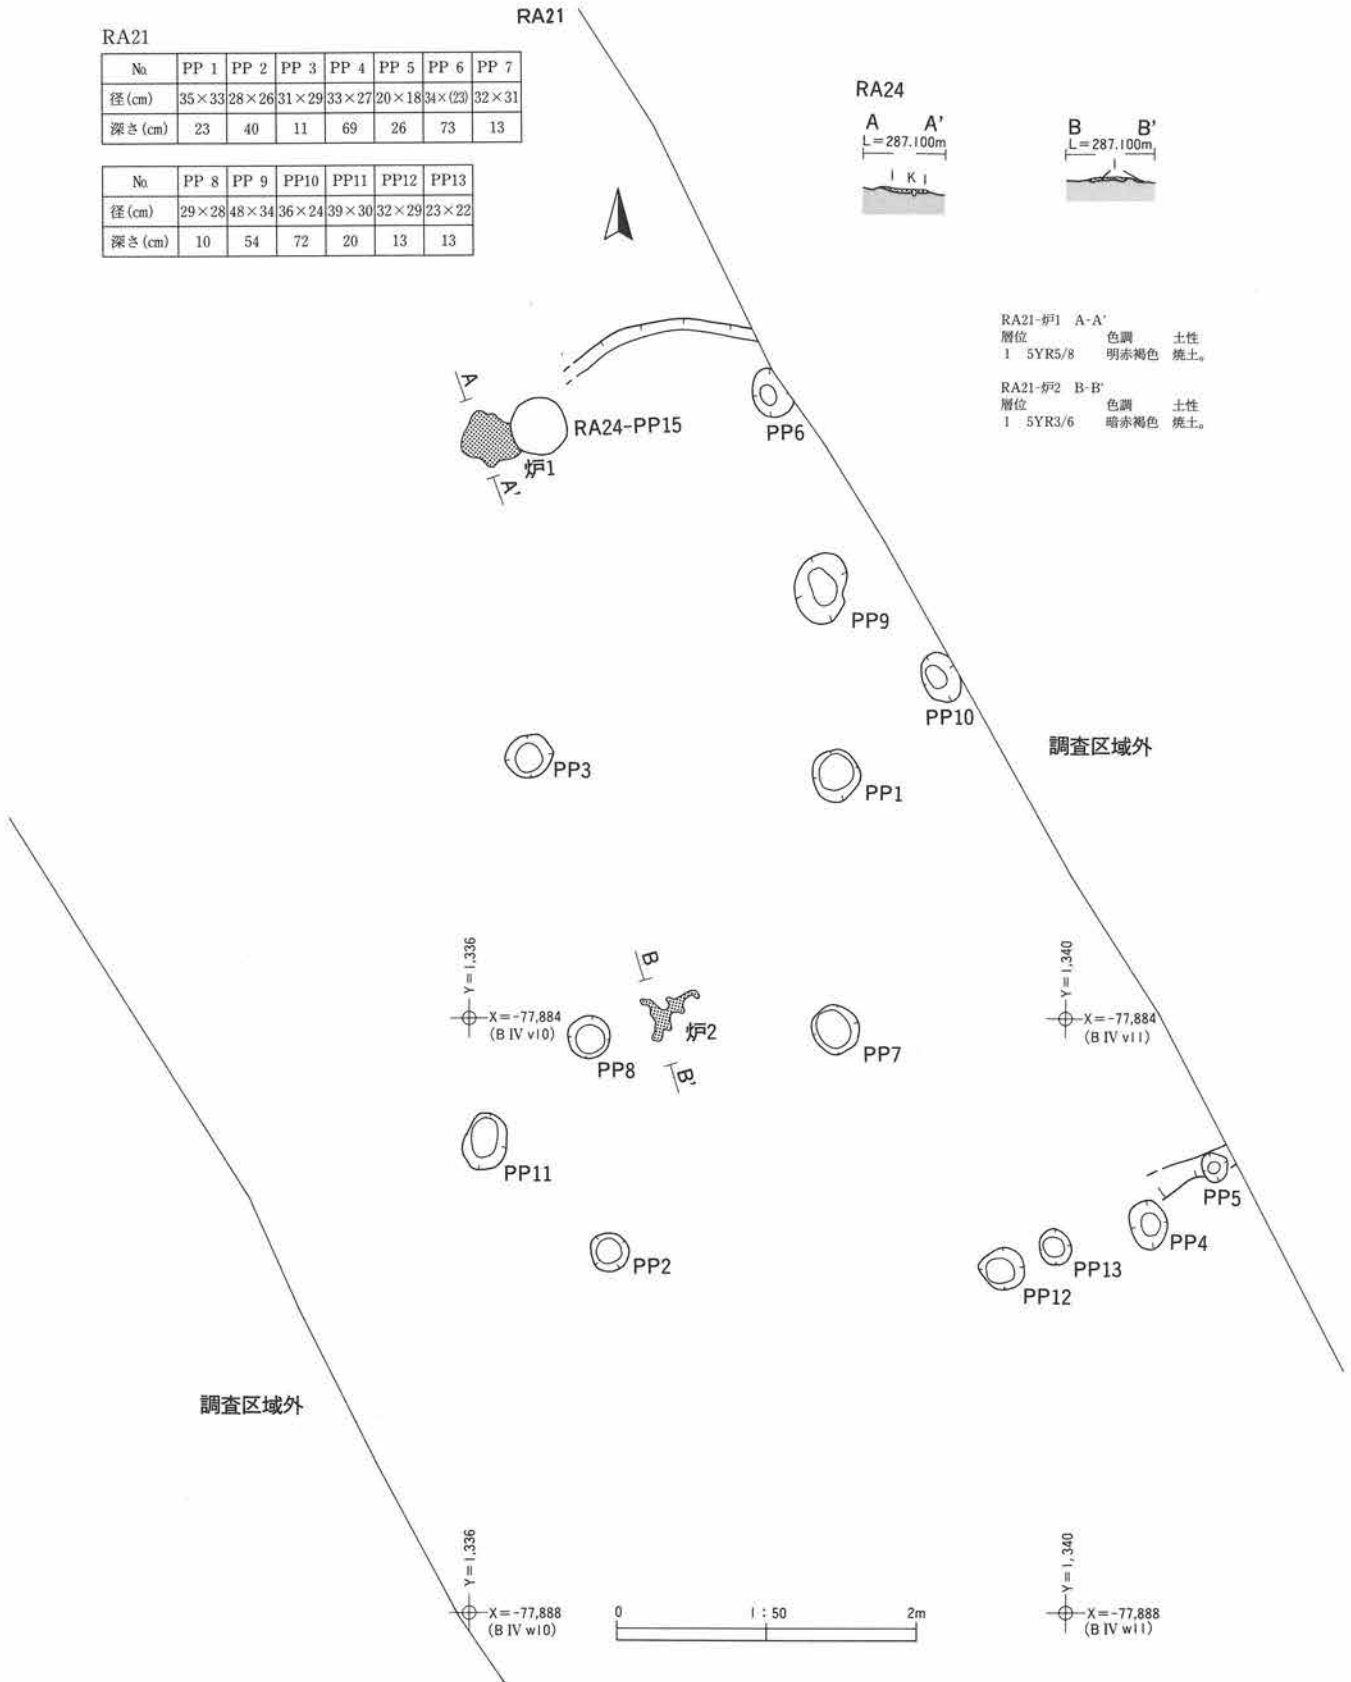 RA21
RA21
No. PP 1 PP 2 PP 3 PP 4 PP 5 PP 6 PP 7
径(cm) 35×33 28×26 31×29 33×27 20×18 34×(23) 32×31
深さ(cm) 23 40 11 69 26 73 13
No. PP 8 PP 9 PP10 PP11 PP12 PP13
径(cm) 29×28 48×34 36×24 39×30 32×29 23×22
深さ(cm) 10 54 72 20 13 13
RA24
A A'
L=287.100m
1 K 1
B B'
L=287.100m
1
RA21-炉1 A-A'
層位 色調 土性
1 5YR5/8 明赤褐色 焼土。
RA21-炉2 B-B'
層位 色調 土性
1 5YR3/6 暗赤褐色 焼土。
A
RA24-PP15
炉1
A'
PP6
PP9
PP10
調査区域外
PP3
PP1
Y=1,336
X=-77,884
(BⅣv10)
B
炉2
B'
PP8
PP7
Y=1,340
X=-77,884
(BⅣv11)
PP11
PP5
PP4
PP13
PP12
PP2
調査区域外
Y=1,336
X=-77,888
(BⅣw10)
0 1:50 2m
Y=1,340
X=-77,888
(BⅣw11)